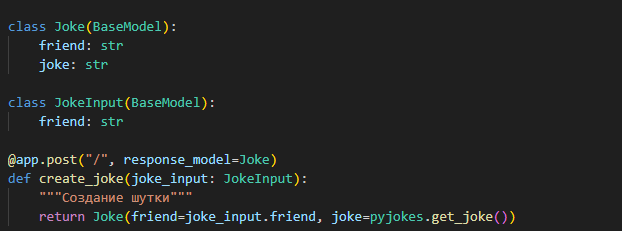 class Joke(BaseModel):
    friend: str
    joke: str
class JokeInput(BaseModel):
    friend: str
@app.post("/", response_model=Joke)
def create_joke(joke_input: JokeInput):
    """Создание шутки"""
    return Joke(friend=joke_input.friend, joke=pyjokes.get_joke())